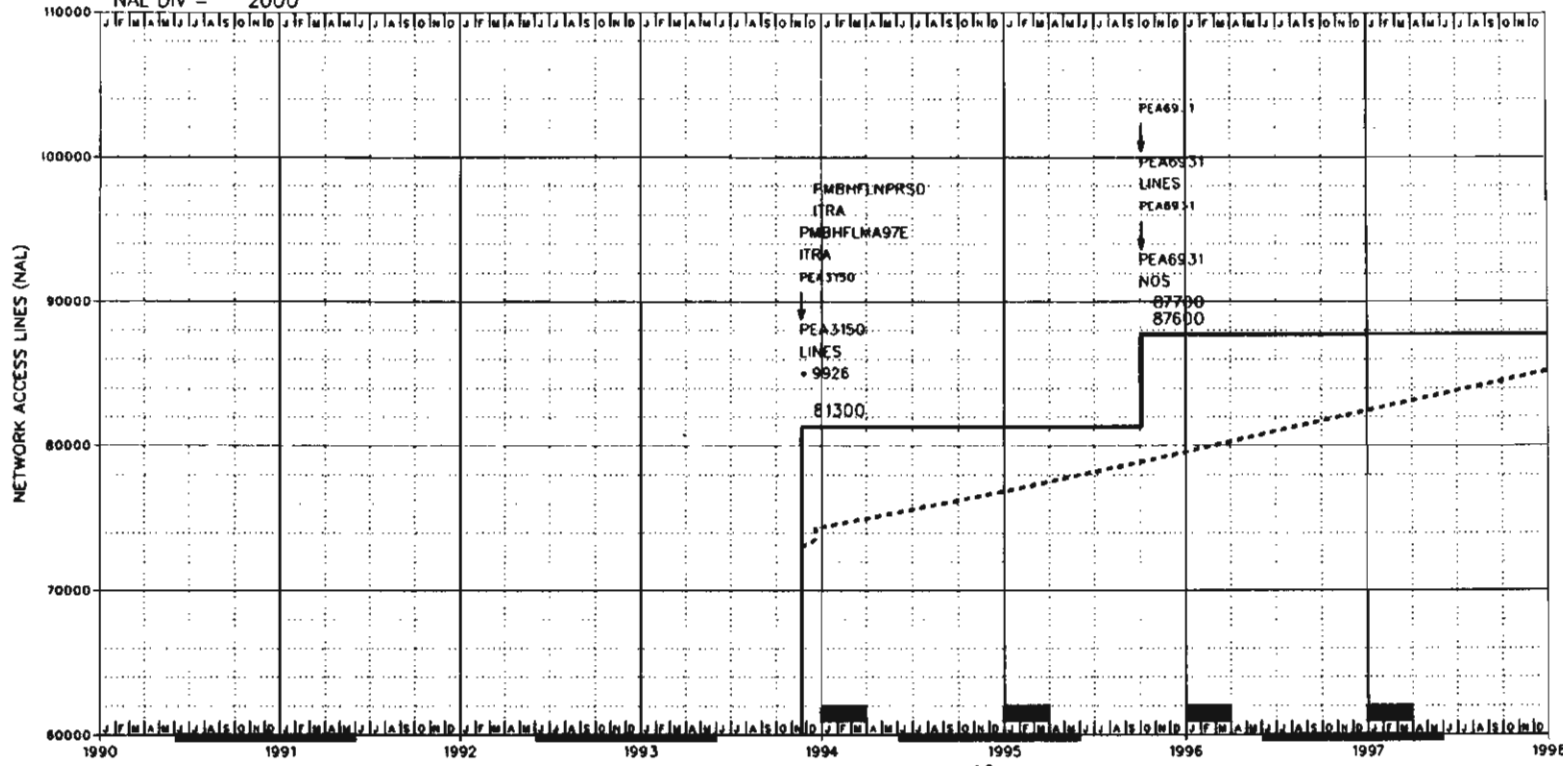 NAL DIV = 2000
110000
J F M A M J J A S O N D J F M A M J J A S O N D J F M A M J J A S O N D J F M A M J J A S O N D J F M A M J J A S O N D J F M A M J J A S O N D J F M A M J J A S O N D J F M A M J J A S O N D
PEA6931
100000
PEA6931
LINES
PEA6931
PMBHFLNPRS0
ITRA
PMBHFLMA97E
ITRA
PEA3150
PEA6931
NOS
90000
87700
87600
PEA3150
LINES
9926
81300
80000
NETWORK ACCESS LINES (NAL)
70000
60000
J F M A M J J A S O N D J F M A M J J A S O N D J F M A M J J A S O N D J F M A M J J A S O N D J F M A M J J A S O N D J F M A M J J A S O N D J F M A M J J A S O N D J F M A M J J A S O N D
1990 1991 1992 1993 1994 1995 1996 1997 1998